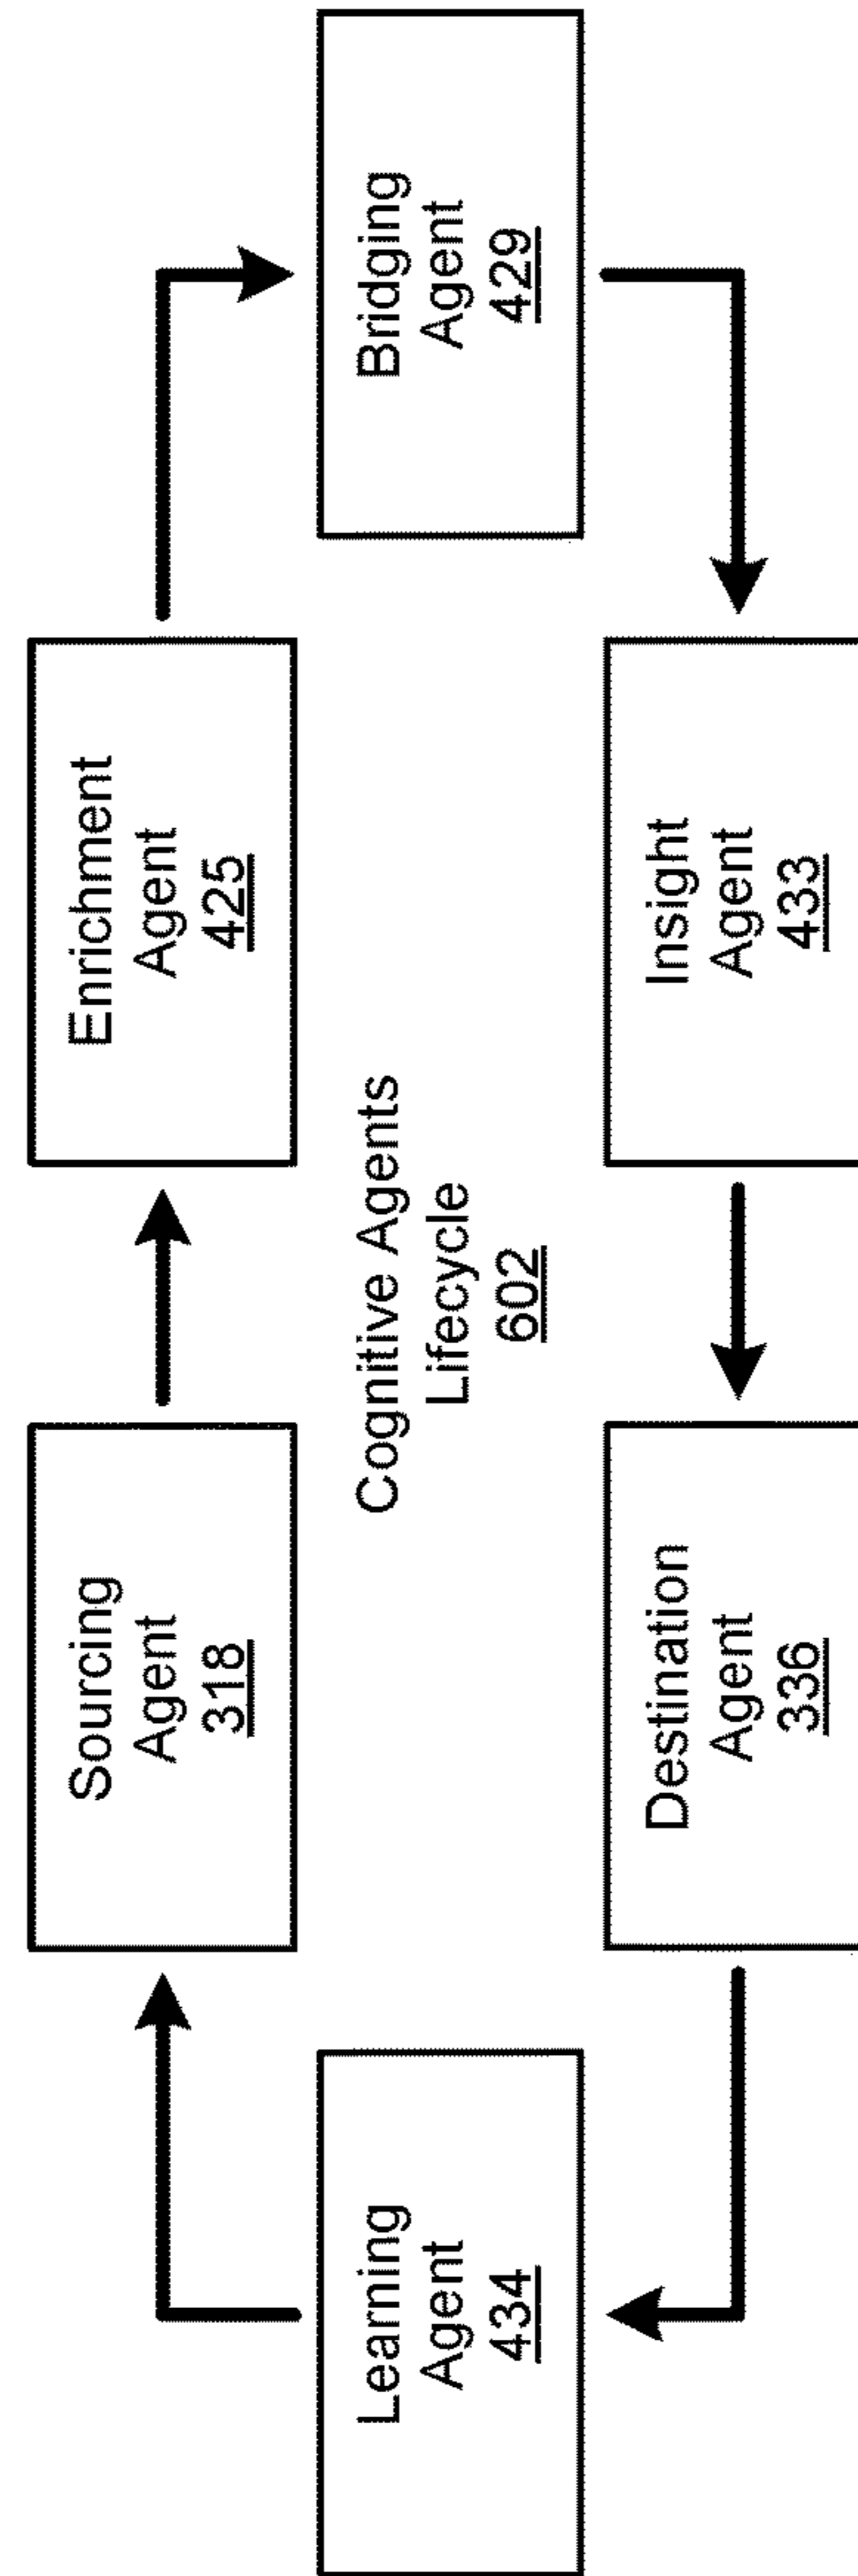 Sourcing
Agent
318
Enrichment
Agent
425
Learning
Agent
434
Cognitive Agents
Lifecycle
602
Bridging
Agent
429
Destination
Agent
336
Insight
Agent
433